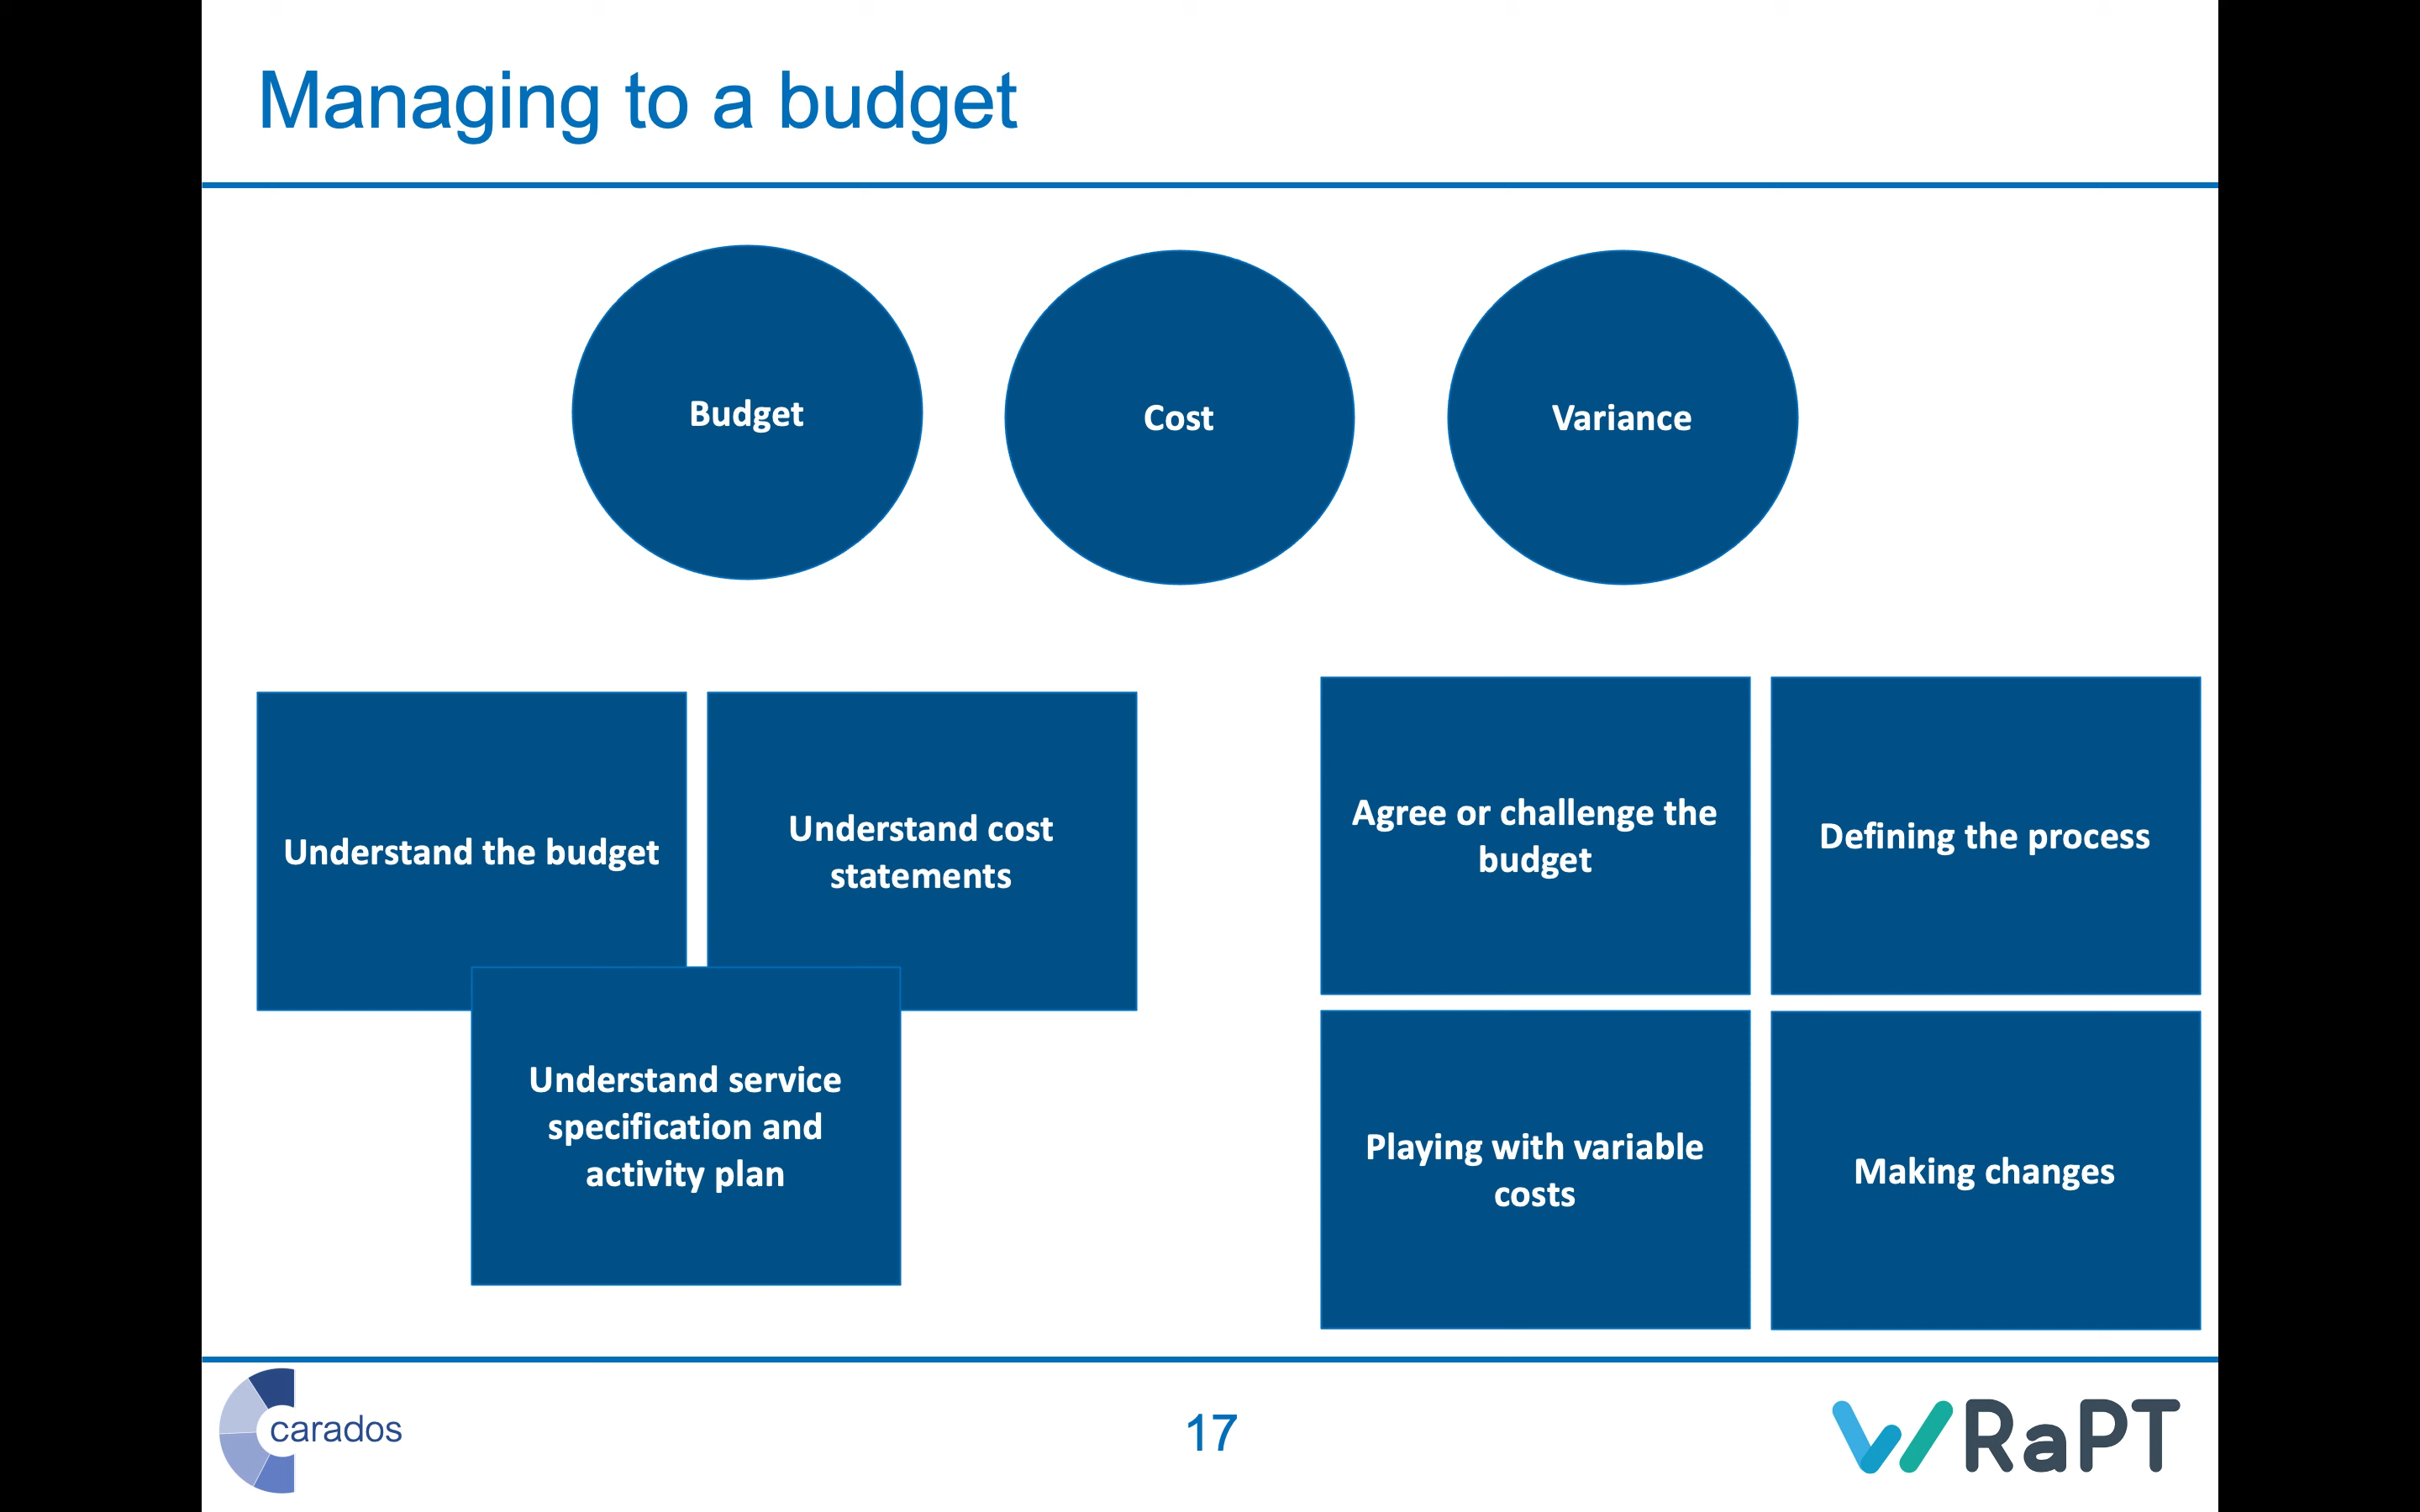 Managing to a budget
Budget
Cost
Variance
Understand the budget
Understand cost
statements
Understand service
specification and
activity plan
Agree or challenge the
budget
Defining the process
Playing with variable
costs
Making changes
carados
17
WRaPT